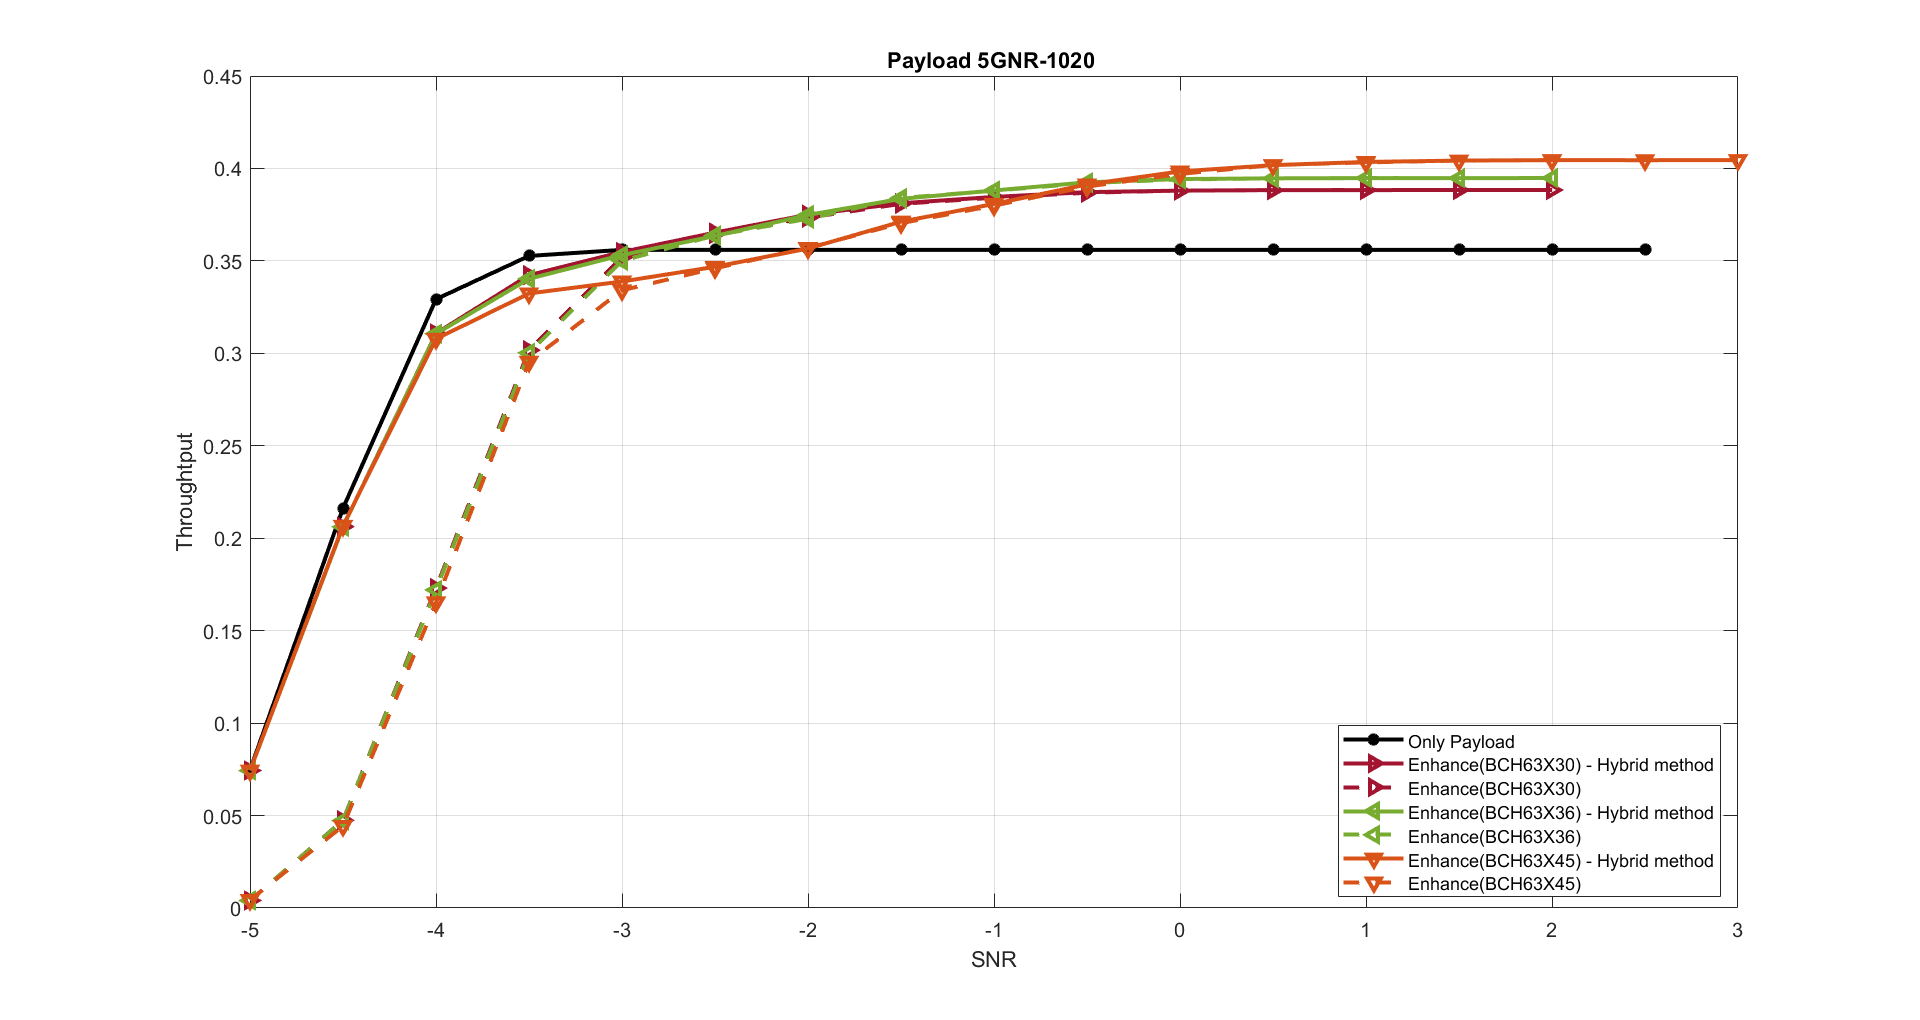 Payload 5GNR-1020
0.45
0.4
0.35
0.3
0.25
0.2
0.15
0.1
0.05
0
Throughtput
-5 -4 -3 -2 -1 0 1 2 3
SNR
Only Payload
Enhance(BCH63X30) - Hybrid method
Enhance(BCH63X30)
Enhance(BCH63X36) - Hybrid method
Enhance(BCH63X36)
Enhance(BCH63X45) - Hybrid method
Enhance(BCH63X45)